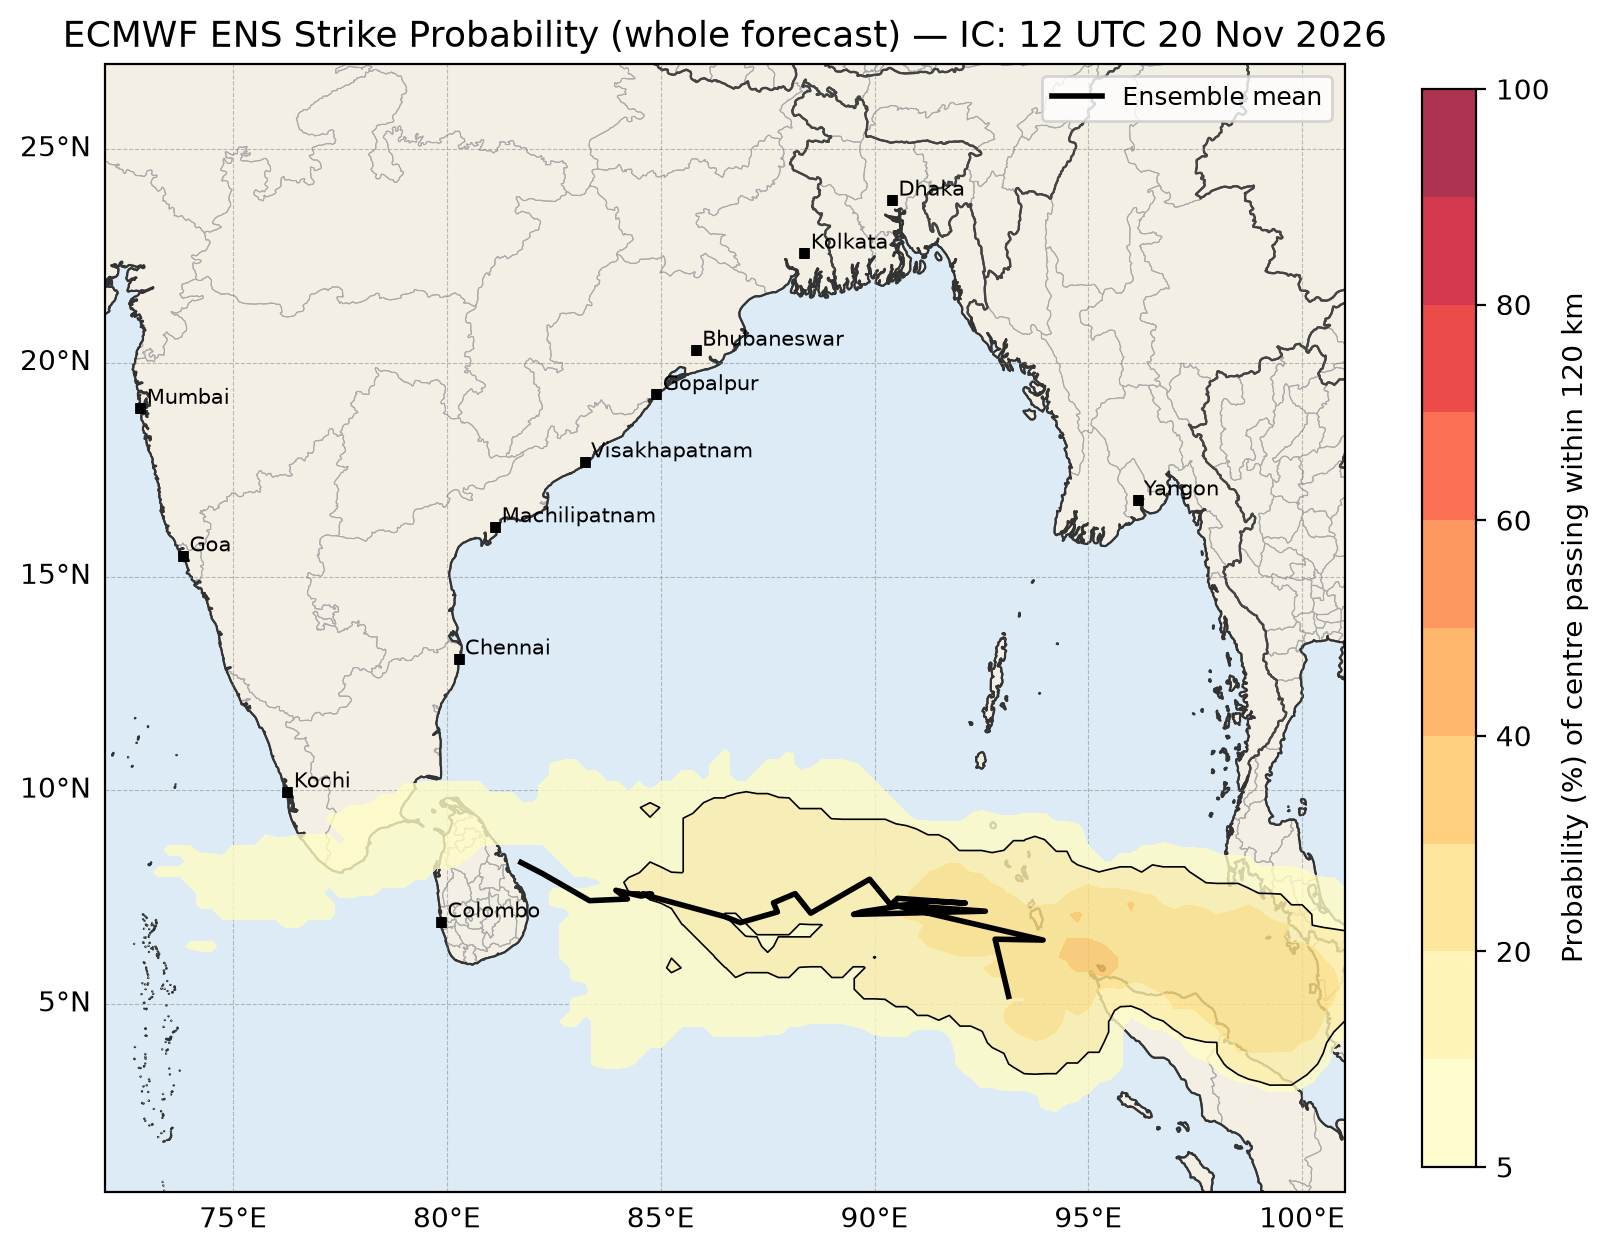 ECMWF ENS Strike Probability (whole forecast) — IC: 12 UTC 20 Nov 2026
Ensemble mean
25°N
20°N
15°N
10°N
5°N
75°E
80°E
85°E
90°E
95°E
100°E
Dhaka
Kolkata
Bhubaneswar
Gopalpur
Mumbai
Visakhapatnam
Yangon
Machilipatnam
Goa
Chennai
Kochi
Colombo
100
80
60
40
20
5
Probability (%) of centre passing within 120 km